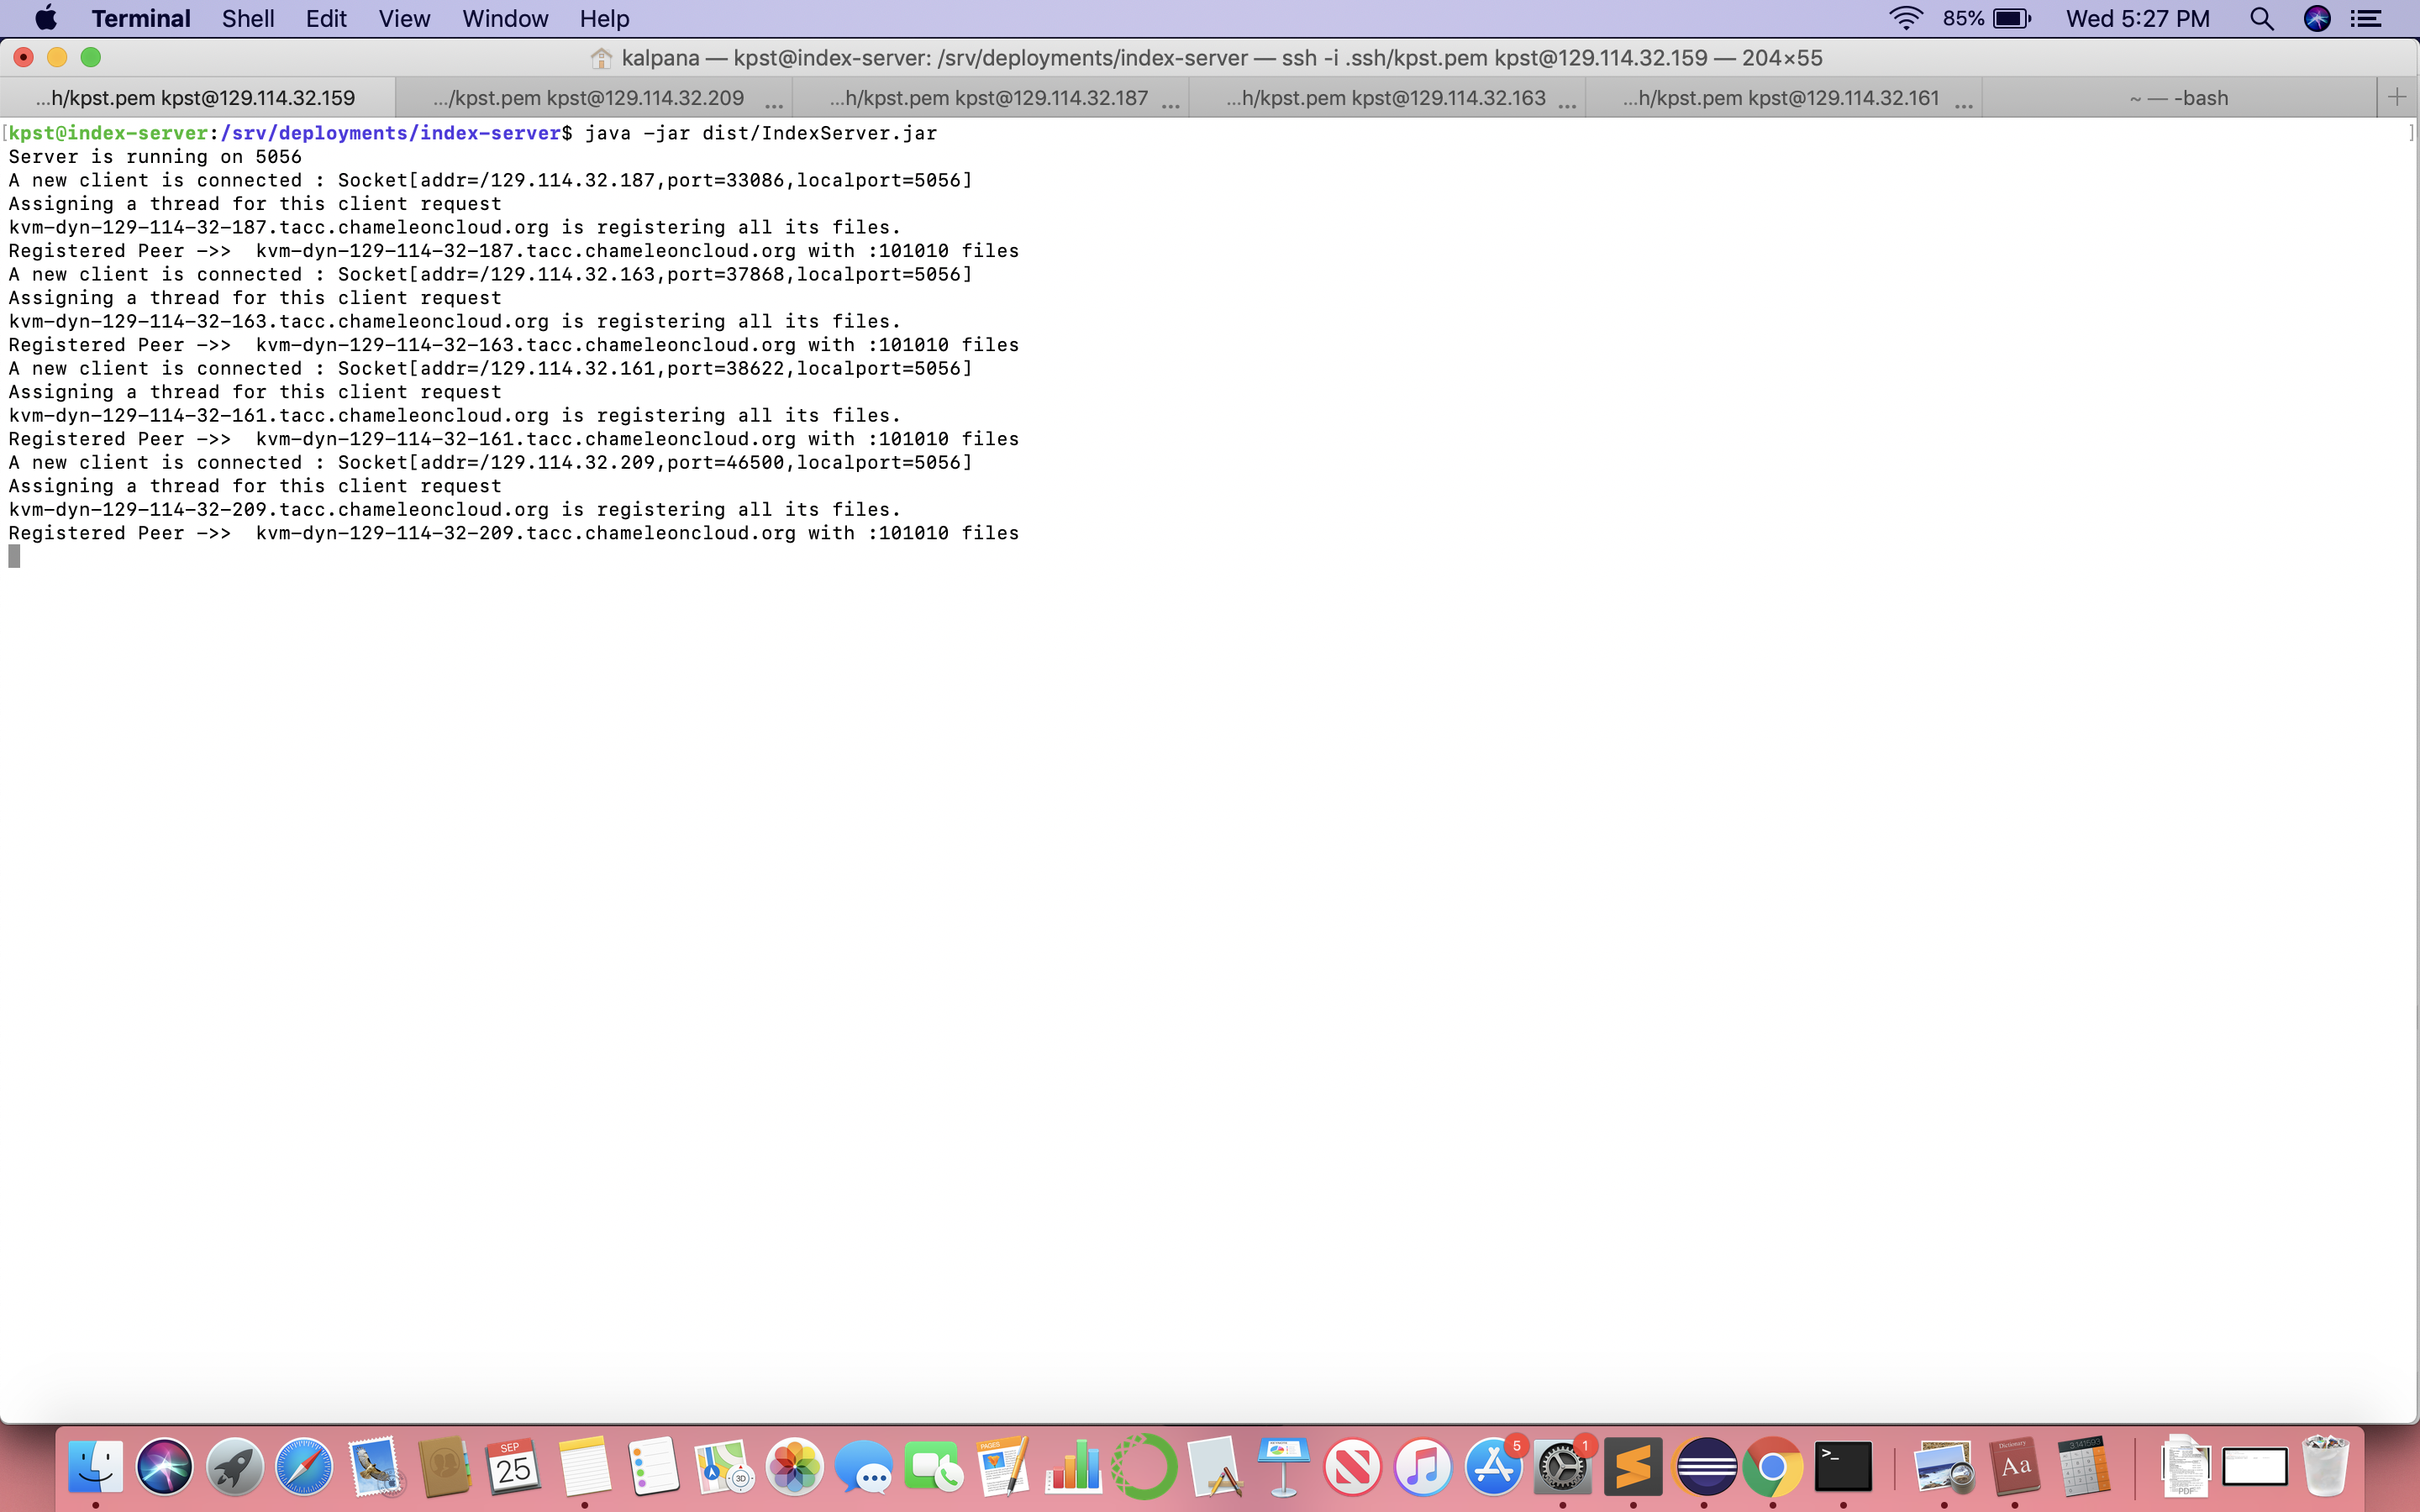 Terminal Shell Edit View Window Help 85% Wed 5:27 PM
kalpana — kpst@index-server: /srv/deployments/index-server — ssh -i .ssh/kpst.pem kpst@129.114.32.159 — 204×55
...h/kpst.pem kpst@129.114.32.159 .../kpst.pem kpst@129.114.32.209 ... ...h/kpst.pem kpst@129.114.32.187 ... ...h/kpst.pem kpst@129.114.32.163 ... ...h/kpst.pem kpst@129.114.32.161 ... ~ — -bash
[kpst@index-server:/srv/deployments/index-server$ java -jar dist/IndexServer.jar ]
Server is running on 5056
A new client is connected : Socket[addr=/129.114.32.187,port=33086,localport=5056]
Assigning a thread for this client request
kvm-dyn-129-114-32-187.tacc.chameleoncloud.org is registering all its files.
Registered Peer ->>  kvm-dyn-129-114-32-187.tacc.chameleoncloud.org with :101010 files
A new client is connected : Socket[addr=/129.114.32.163,port=37868,localport=5056]
Assigning a thread for this client request
kvm-dyn-129-114-32-163.tacc.chameleoncloud.org is registering all its files.
Registered Peer ->>  kvm-dyn-129-114-32-163.tacc.chameleoncloud.org with :101010 files
A new client is connected : Socket[addr=/129.114.32.161,port=38622,localport=5056]
Assigning a thread for this client request
kvm-dyn-129-114-32-161.tacc.chameleoncloud.org is registering all its files.
Registered Peer ->>  kvm-dyn-129-114-32-161.tacc.chameleoncloud.org with :101010 files
A new client is connected : Socket[addr=/129.114.32.209,port=46500,localport=5056]
Assigning a thread for this client request
kvm-dyn-129-114-32-209.tacc.chameleoncloud.org is registering all its files.
Registered Peer ->>  kvm-dyn-129-114-32-209.tacc.chameleoncloud.org with :101010 files
SEP
25
3D
PAGES
5
1
>_
Dictionary
Aa
PDF